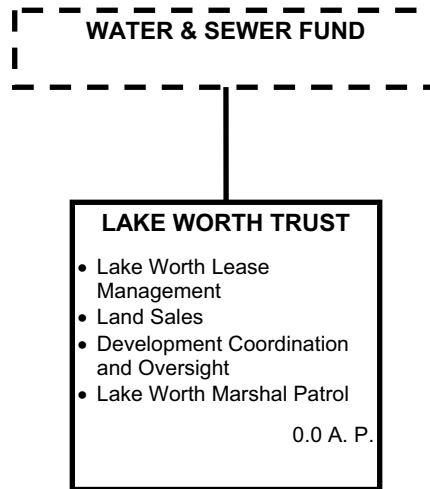 WATER & SEWER FUND
LAKE WORTH TRUST
• Lake Worth Lease
Management
• Land Sales
• Development Coordination
and Oversight
• Lake Worth Marshal Patrol
0.0 A. P.